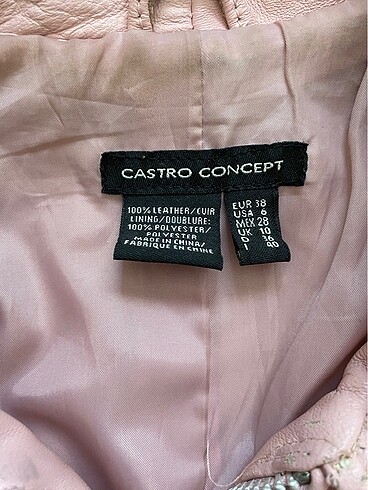 CASTRO CONCEPT
100% LEATHER/CUIR
LINING/DOUBLURE:
100% POLYESTER/
POLYESTER
MADE IN CHINA/
FABRIQUE EN CHINE
EUR 38
USA 6
MEX 28
UK 10
D 36
I 40